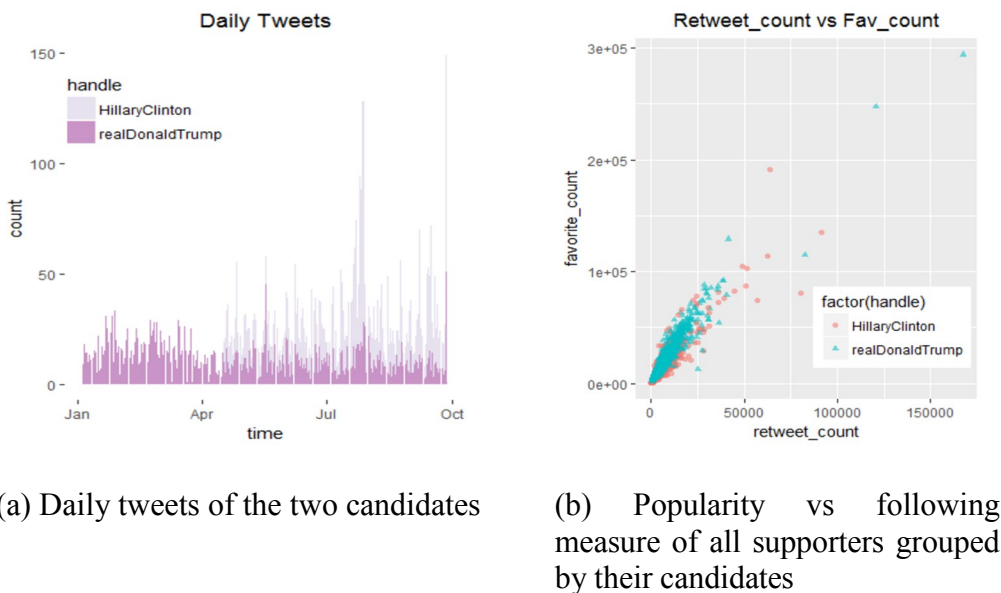 Daily Tweets
150
100
50
0
count
handle
HillaryClinton
realDonaldTrump
Jan
Apr
Jul
Oct
time
Retweet_count vs Fav_count
3e+05
2e+05
1e+05
0e+00
favorite_count
factor(handle)
HillaryClinton
realDonaldTrump
0
50000
100000
150000
retweet_count
(a) Daily tweets of the two candidates
(b) Popularity vs following
measure of all supporters grouped
by their candidates